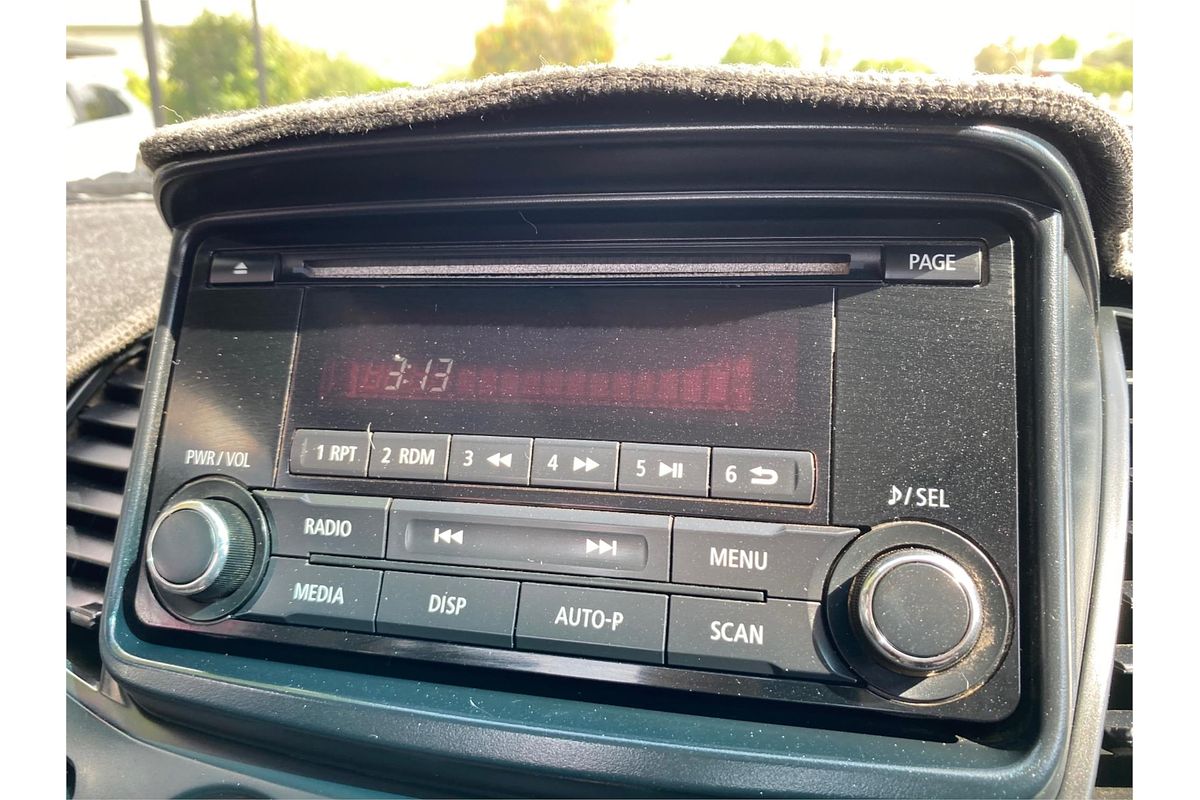 PAGE
3:13
PWR / VOL
1 RPT 2 RDM 3 4 5 6
♪/ SEL
RADIO MENU
MEDIA DISP AUTO-P SCAN